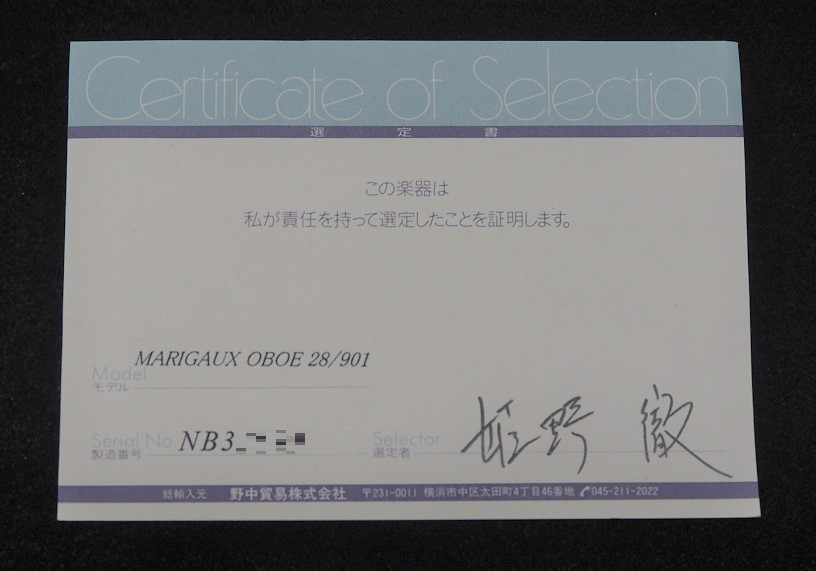 Certificate of Selection
選定書
この楽器は
私が責任を持って選定したことを証明します。
MARIGAUX OBOE 28/901
Model
モデル
Serial No NB3
製造番号
Selector 姫野 徹
選定者
総輸入元 野中貿易株式会社 〒231-0011 横浜市中区太田町4丁目46番地 045-211-2022